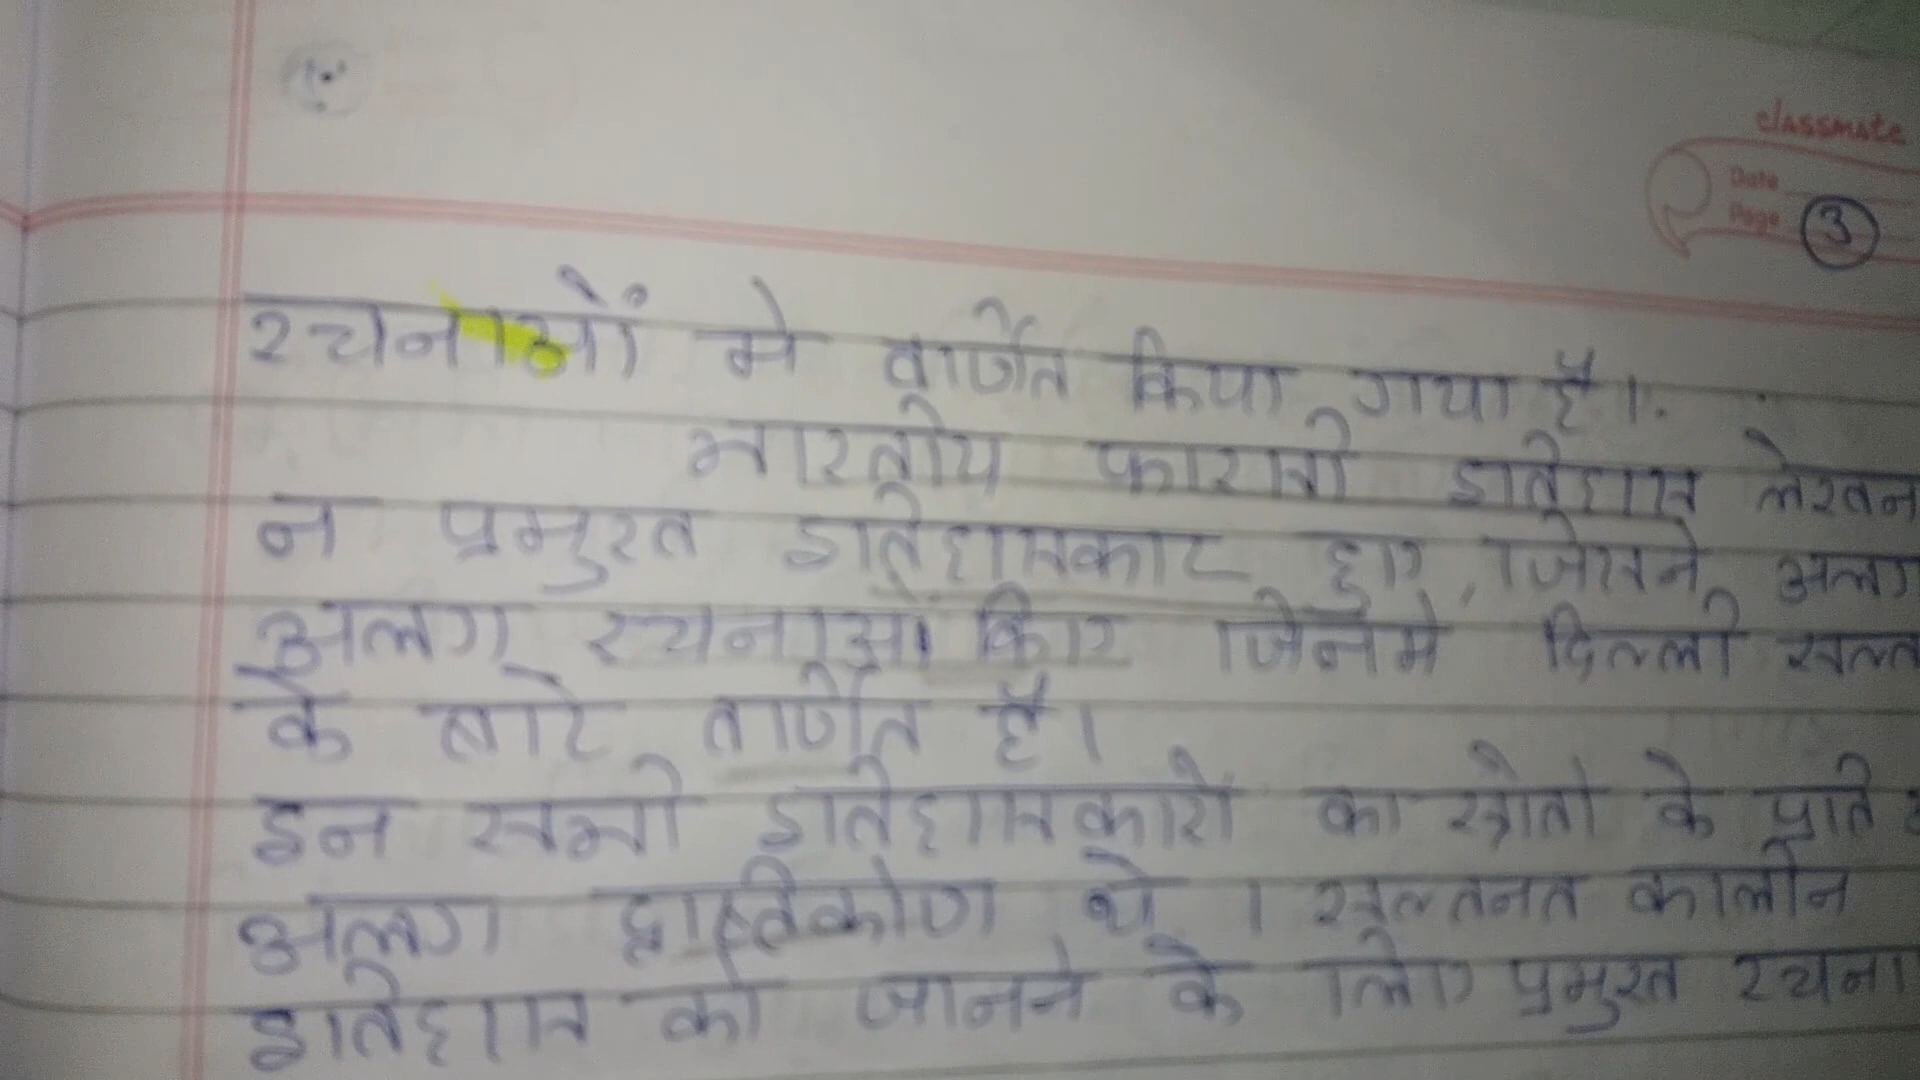 classmate
Date
Page 3
रचनाओं मे वर्णित किया गया है।
भारतीय फारसी इतिहास लेखन
न प्रमुख इतिहासकार हुए, जिसने अलग
अलग रचनाओं किए जिनमे दिल्ली सल्त
के बारे वर्णित है।
इन सभी इतिहासकारों का स्त्रोतो के प्रति
अलग दृष्टिकोण थे। सुल्तनत कालीन
इतिहास को जानने के लिए प्रमुख रचना